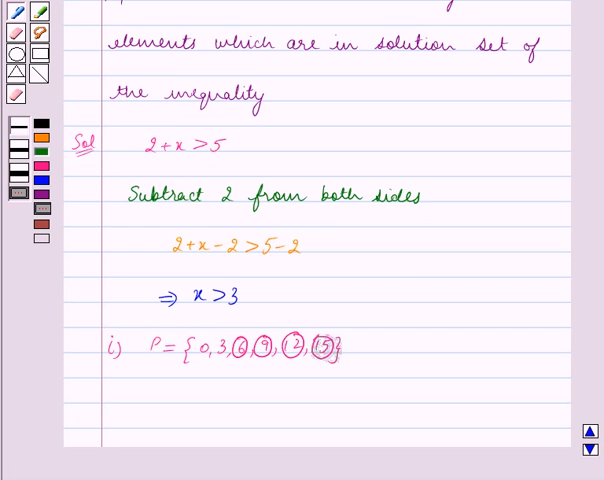 elements which are in solution set of
the inequality
Sol 2+x>5
Subtract 2 from both sides
2+x-2>5-2
⇒ x>3
i) P={0,3,6,9,12,15}